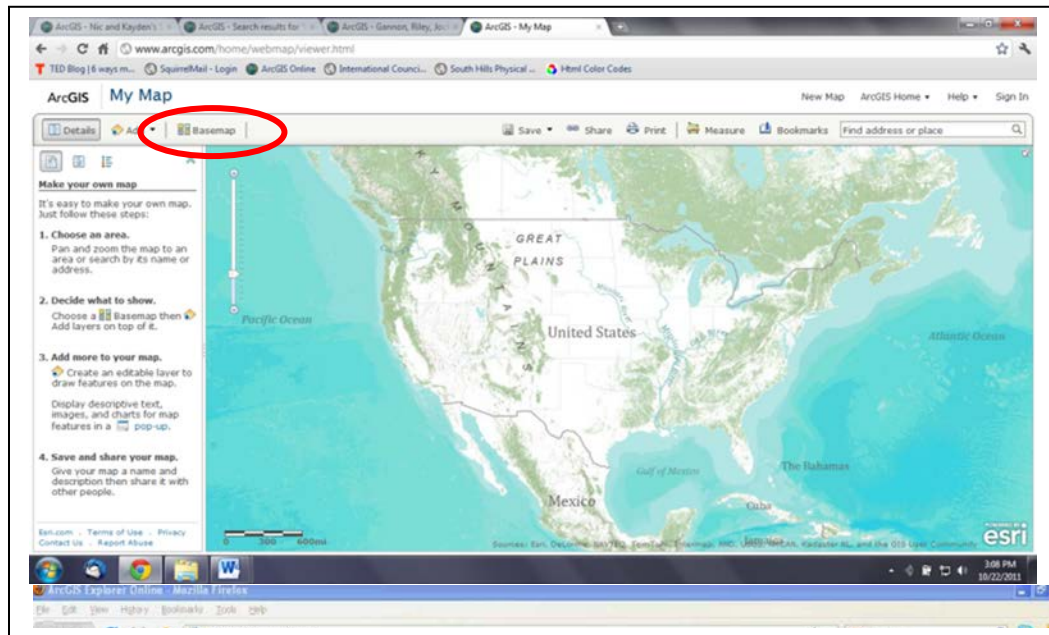 ArcGIS - Nic and Kayden's
ArcGIS - Search results for
ArcGIS - Gannon, Riley,
ArcGIS - My Map
www.arcgis.com/home/webmap/viewer.html
TED Blog | 6 ways m... SquirrelMail - Login ArcGIS Online International Counci... South Hills Physical ... Html Color Codes
ArcGIS My Map New Map ArcGIS Home Help Sign In
Details Basemap Save Share Print Measure Bookmarks Find address or place
Make your own map
It's easy to make your own map.
Just follow these steps:
1. Choose an area.
Pan and zoom the map to an
area or search by its name or
address.
2. Decide what to show.
Choose a Basemap then
Add layers on top of it.
3. Add more to your map.
Create an editable layer to
draw features on the map.
Display descriptive text,
images, and charts for map
features in a pop-up.
4. Save and share your map.
Give your map a name and
description then share it with
other people.
Esri.com . Terms of Use . Privacy
Contact Us . Report Abuse
MOUNTAINS
GREAT
PLAINS
Pacific Ocean
United States
Atlantic Ocean
Gulf of Mexico
The Bahamas
Mexico
Cuba
0 300 600mi
esri
3:08 PM
10/22/2011
ArcGIS Explorer Online - Mozilla Firefox
File Edit View History Bookmarks Tools Help